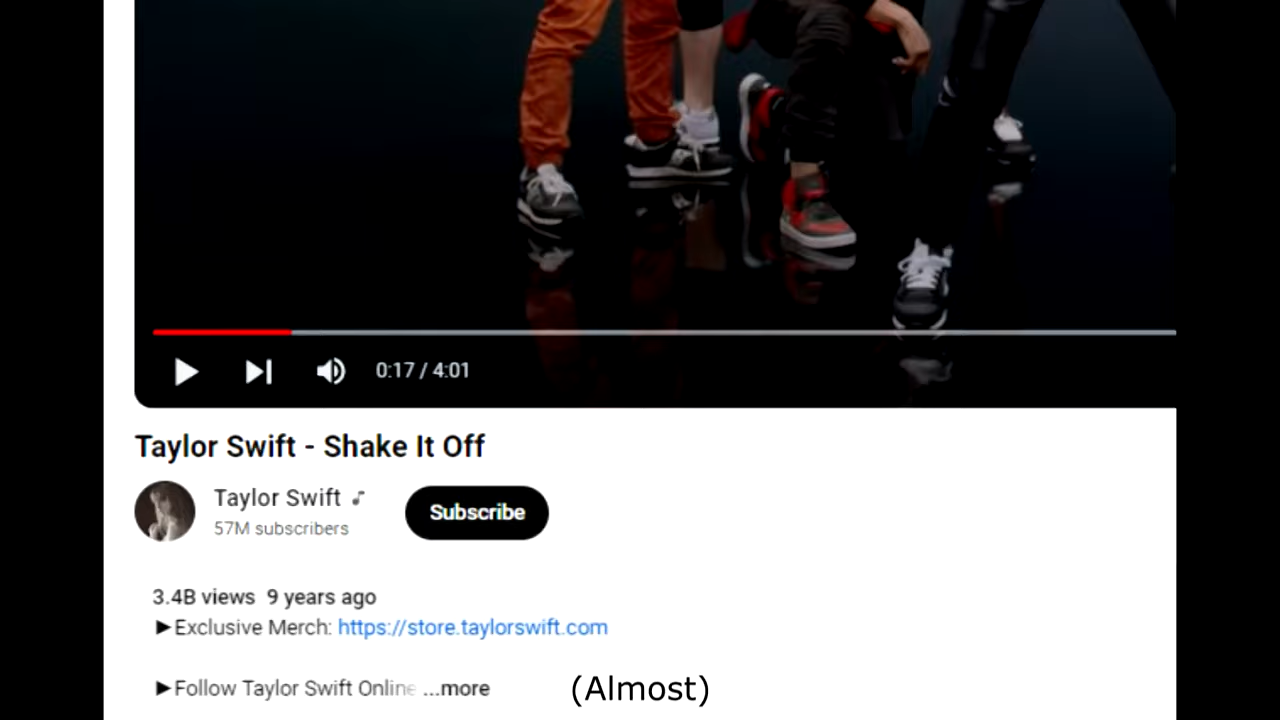 0:17 / 4:01
Taylor Swift - Shake It Off
Taylor Swift
57M subscribers
Subscribe
3.4B views 9 years ago
►Exclusive Merch: https://store.taylorswift.com
►Follow Taylor Swift Online ...more
(Almost)